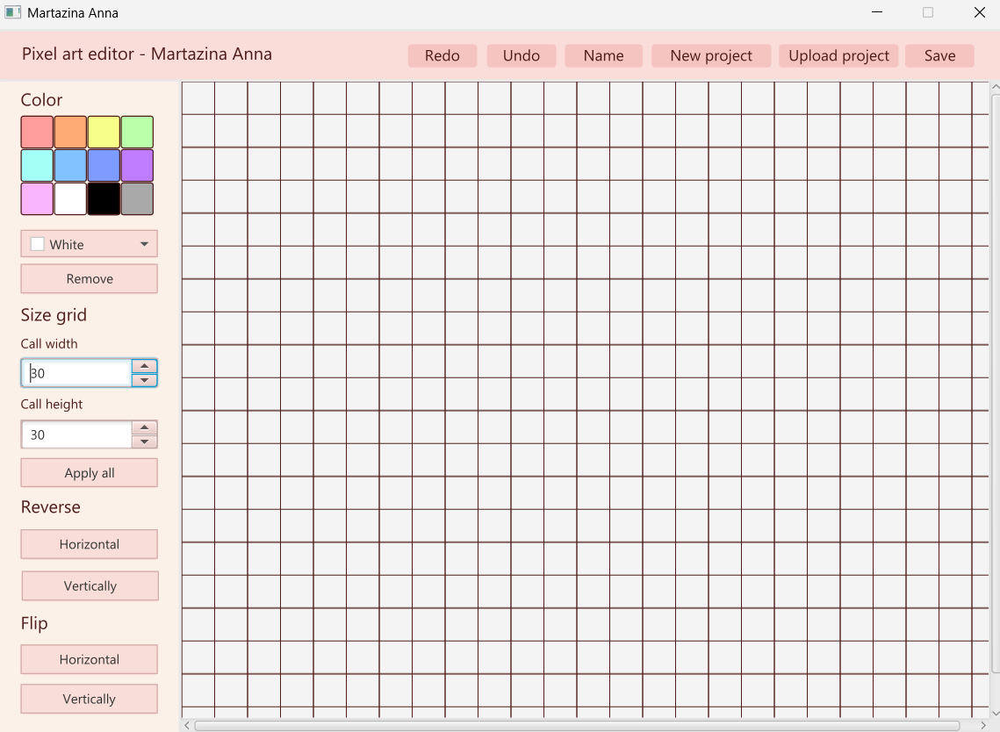 Martazina Anna
Pixel art editor - Martazina Anna
Redo
Undo
Name
New project
Upload project
Save
Color
White
Remove
Size grid
Call width
30
Call height
30
Apply all
Reverse
Horizontal
Vertically
Flip
Horizontal
Vertically